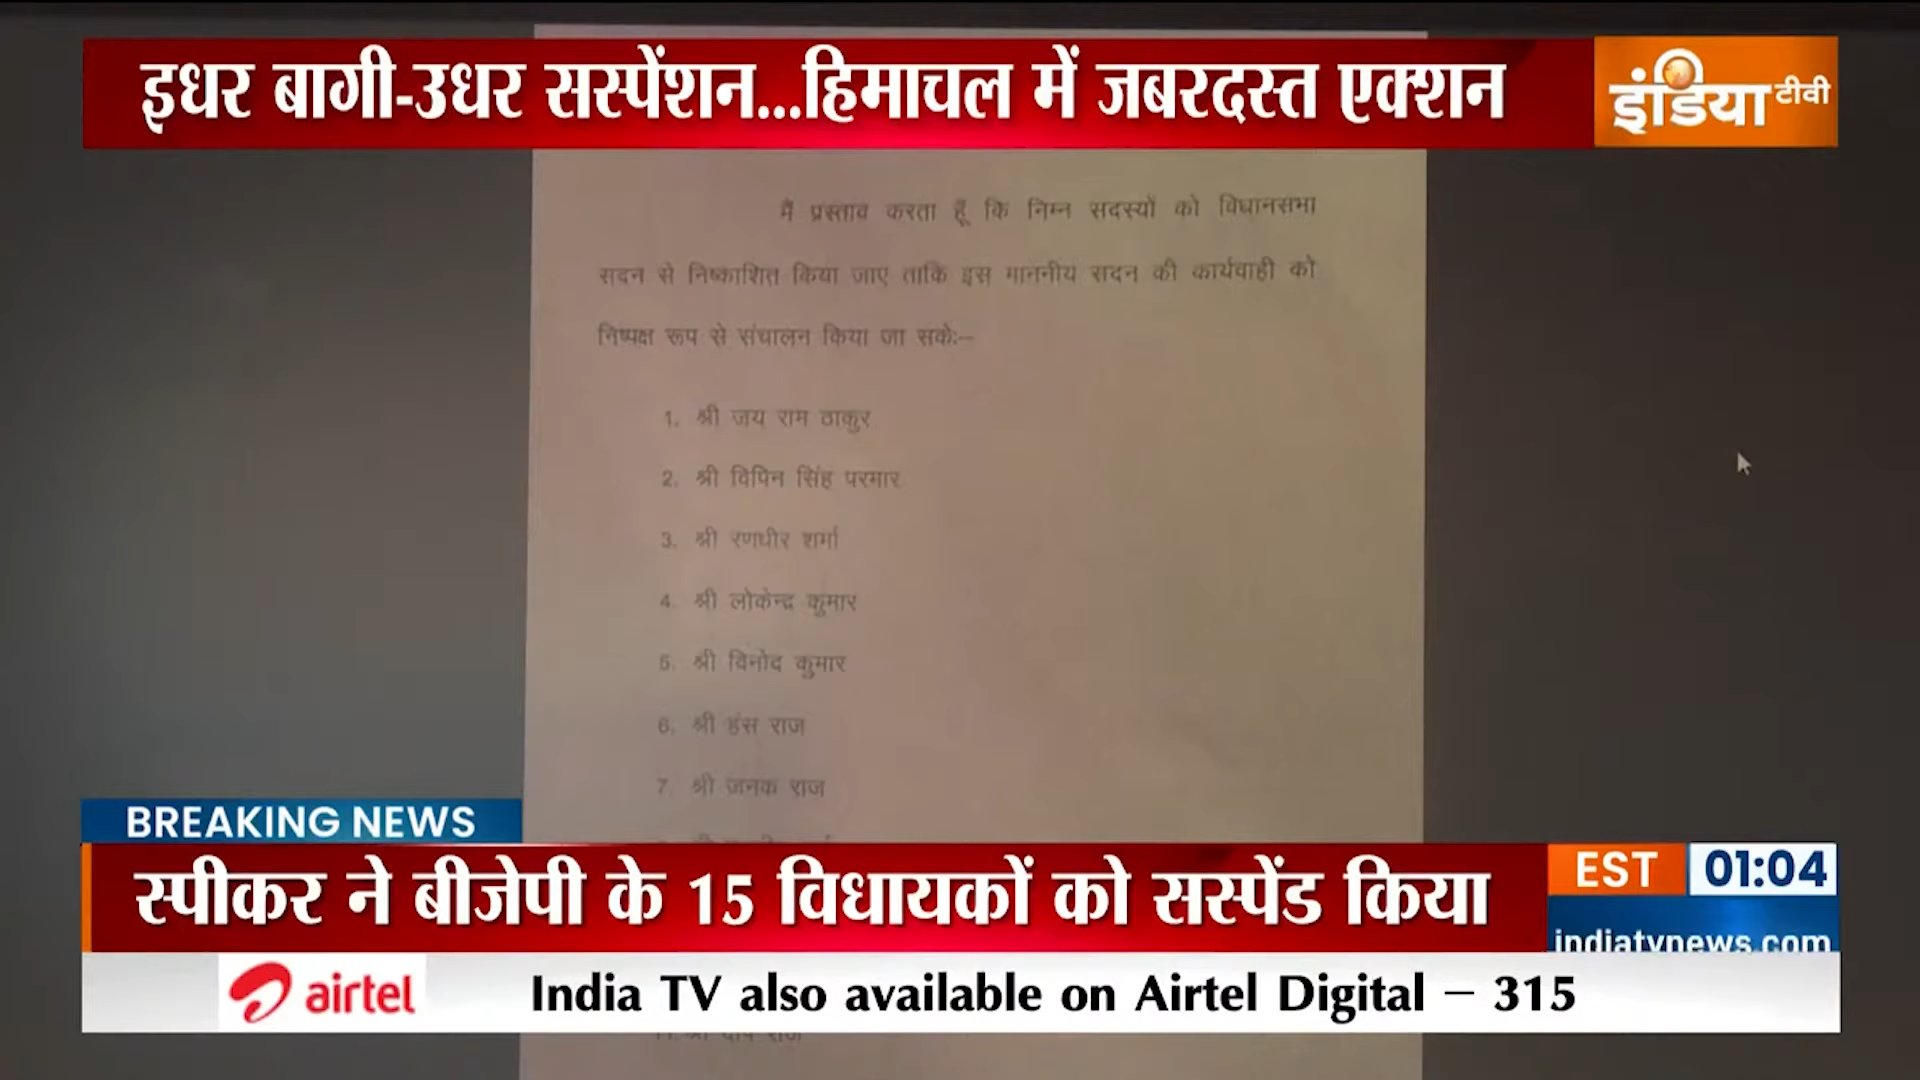 इधर बागी-उधर सस्पेंशन...हिमाचल में जबरदस्त एक्शन
इंडिया टीवी
मैं प्रस्ताव करता हूँ कि निम्न सदस्यों को विधानसभा
सदन से निष्काशित किया जाए ताकि इस माननीय सदन की कार्यवाही को
निष्पक्ष रूप से संचालन किया जा सकेः–
1. श्री जय राम ठाकुर
2. श्री विपिन सिंह परमार
3. श्री रणधीर शर्मा
4. श्री लोकेन्द्र कुमार
5. श्री विनोद कुमार
6. श्री हंस राज
7. श्री जनक राज
BREAKING NEWS
स्पीकर ने बीजेपी के 15 विधायकों को सस्पेंड किया
EST 01:04
indiatvnews.com
airtel India TV also available on Airtel Digital – 315